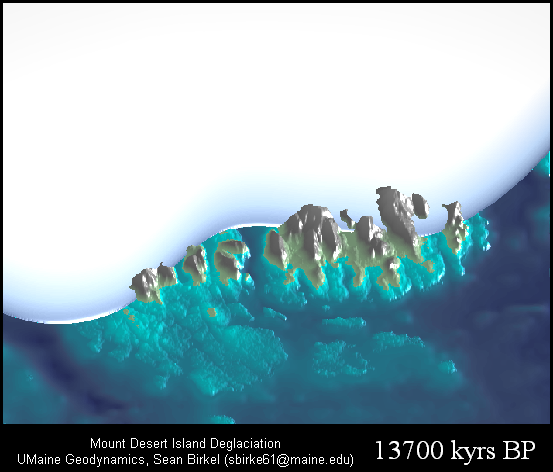 Mount Desert Island Deglaciation
UMaine Geodynamics, Sean Birkel (sbirke61@maine.edu)
13700 kyrs BP